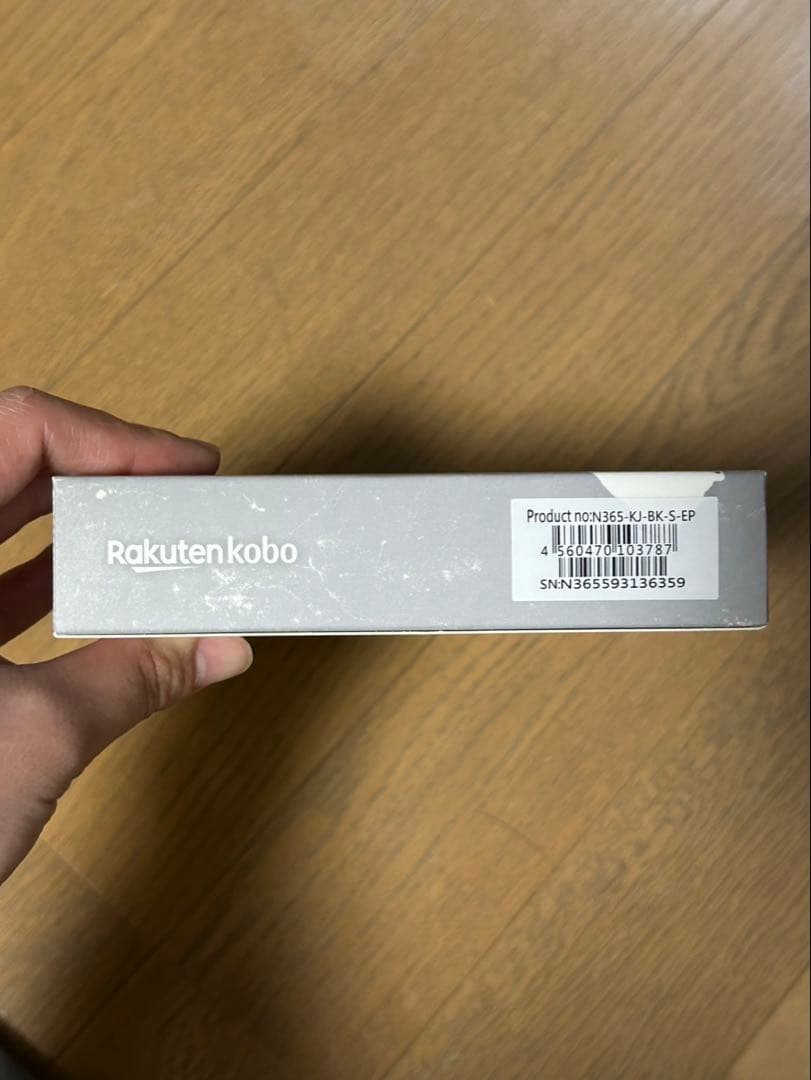 Rakuten kobo
Product no:N365-KJ-BK-S-EP
4 560470 103787
SN:N365593136359